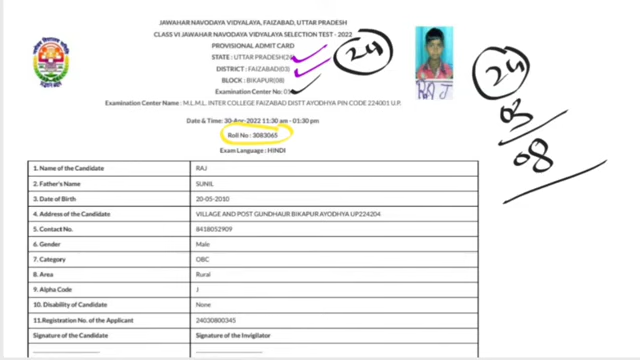 JAWAHAR NAVODAYA VIDYALAYA, FAIZABAD, UTTAR PRADESH
CLASS VI JAWAHAR NAVODAYA VIDYALAYA SELECTION TEST - 2022
PROVISIONAL ADMIT CARD
STATE : UTTAR PRADESH(24)
DISTRICT : FAIZABAD(03)
BLOCK : BIKAPUR(08)
Examination Center No : 01
Examination Center Name : M.L.M.L. INTER COLLEGE FAIZABAD DISTT AYODHYA PIN CODE 224001 U.P.
Date & Time : 30-Apr-2022 11:30 am - 01:30 pm
Roll No : 3083065
Exam Language : HINDI
24
24
03
08
1. Name of the Candidate RAJ
2. Father's Name SUNIL
3. Date of Birth 20-05-2010
4. Address of the Candidate VILLAGE AND POST GUNDHAUR BIKAPUR AYODHYA UP224204
5. Contact No. 8418052909
6. Gender Male
7. Category OBC
8. Area Rural
9. Alpha Code J
10. Disability of Candidate None
11. Registration No. of the Applicant 24030800345
Signature of the Candidate Signature of the Invigilator